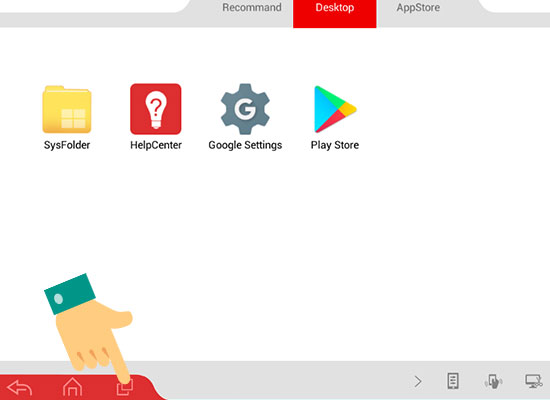 Recommand Desktop AppStore
SysFolder HelpCenter Google Settings Play Store